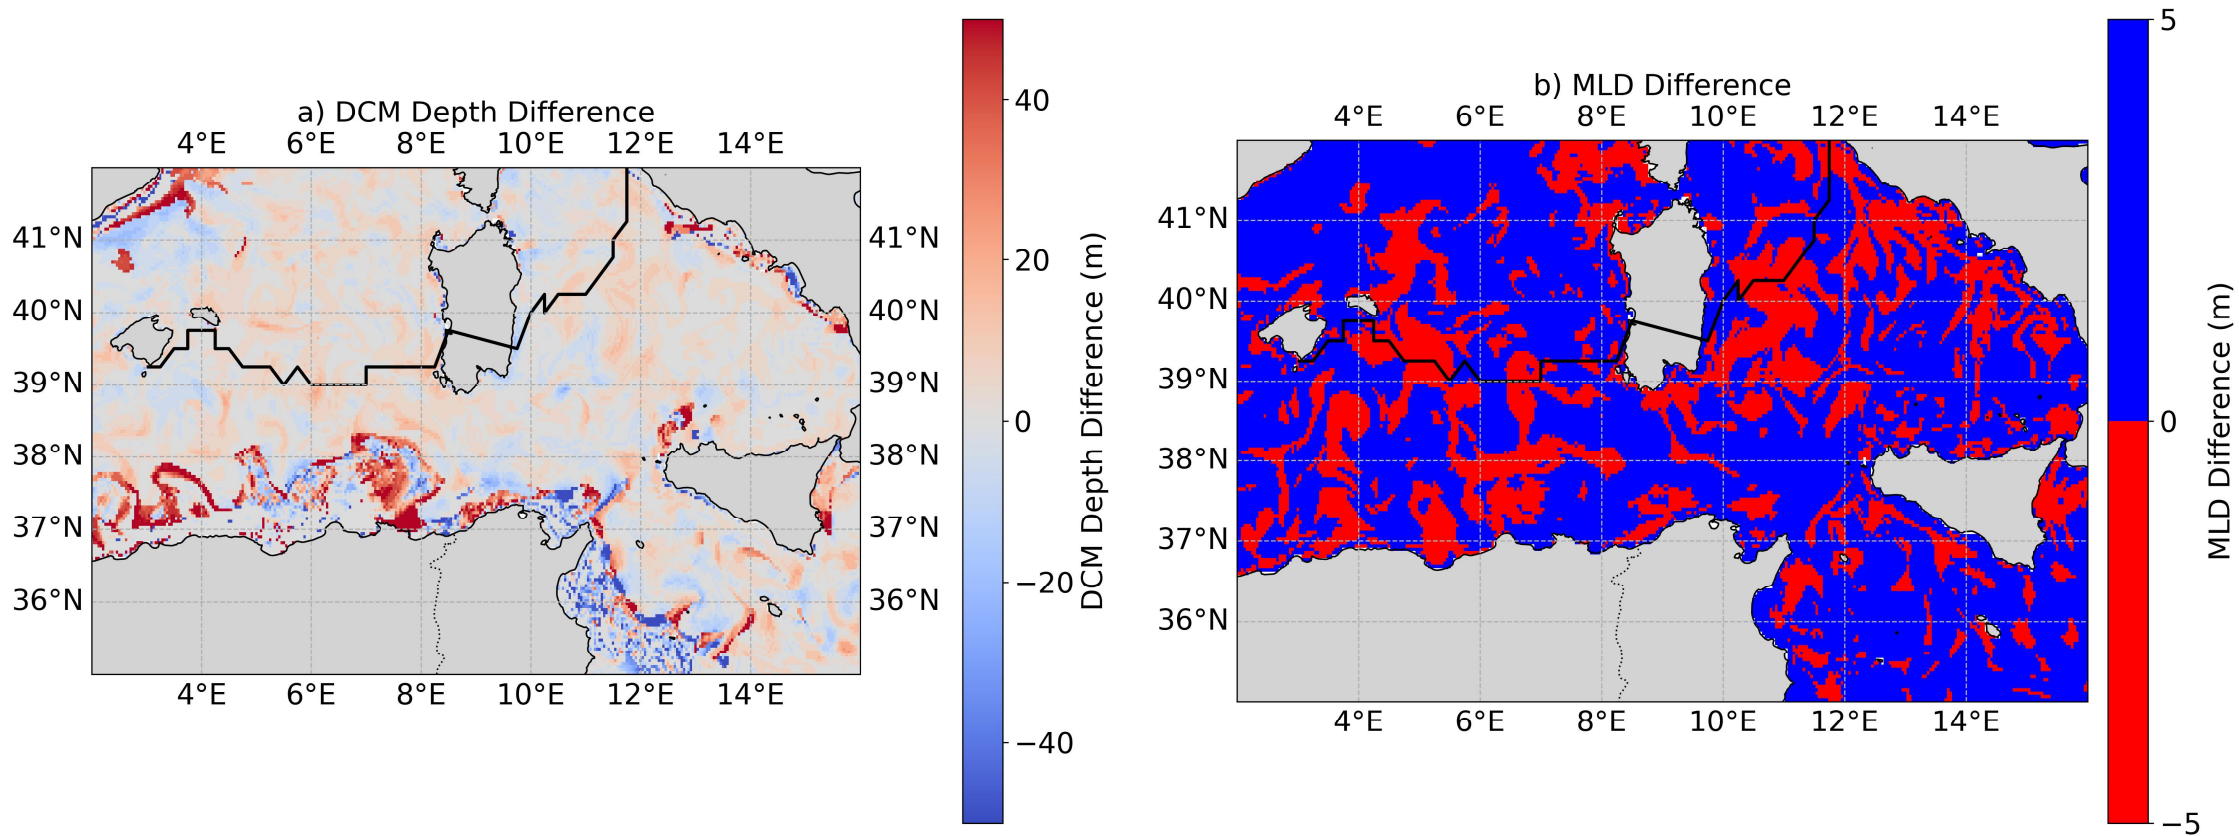 a) DCM Depth Difference
4°E 6°E 8°E 10°E 12°E 14°E
41°N 41°N
40°N 40°N
39°N 39°N
38°N 38°N
37°N 37°N
36°N 36°N
4°E 6°E 8°E 10°E 12°E 14°E
40
20
0
−20
−40
DCM Depth Difference (m)
b) MLD Difference
4°E 6°E 8°E 10°E 12°E 14°E
41°N
40°N
39°N
38°N
37°N
36°N
4°E 6°E 8°E 10°E 12°E 14°E
5
0
−5
MLD Difference (m)